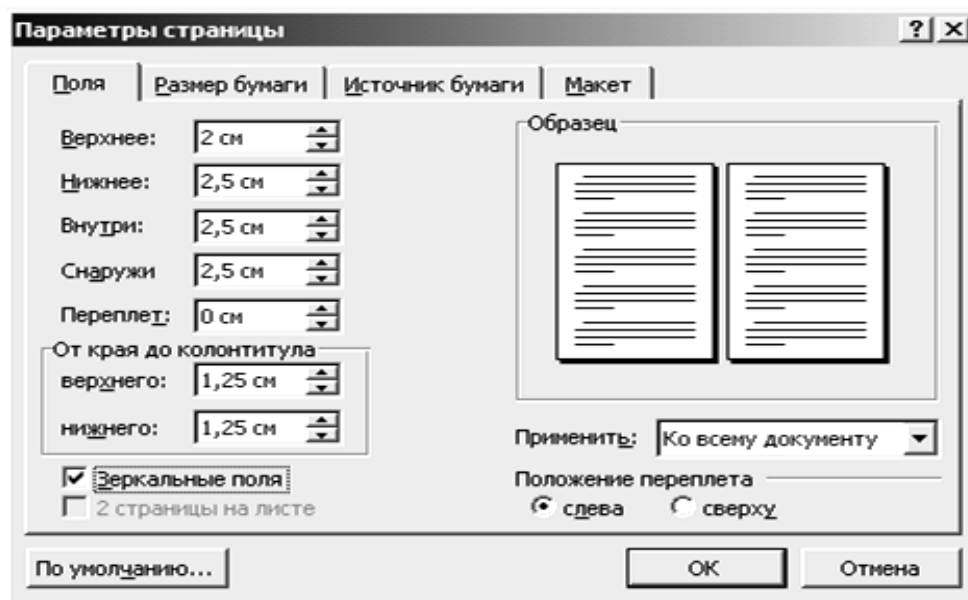 Параметры страницы
Поля Размер бумаги Источник бумаги Макет
Верхнее: 2 см
Нижнее: 2,5 см
Внутри: 2,5 см
Снаружи 2,5 см
Переплет: 0 см
От края до колонтитула
верхнего: 1,25 см
нижнего: 1,25 см
Зеркальные поля
2 страницы на листе
Образец
Применить: Ко всему документу
Положение переплета
слева сверху
По умолчанию... ОК Отмена